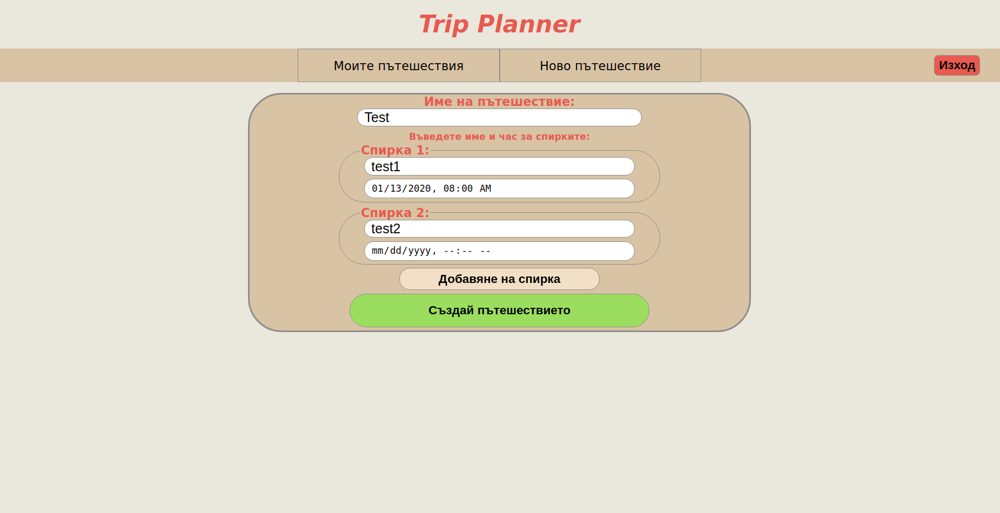 Trip Planner
Моите пътешествия
Ново пътешествие
Изход
Име на пътешествие:
Test
Въведете име и час за спирките:
Спирка 1:
test1
01/13/2020, 08:00 AM
Спирка 2:
test2
mm/dd/yyyy, --:-- --
Добавяне на спирка
Създай пътешествието